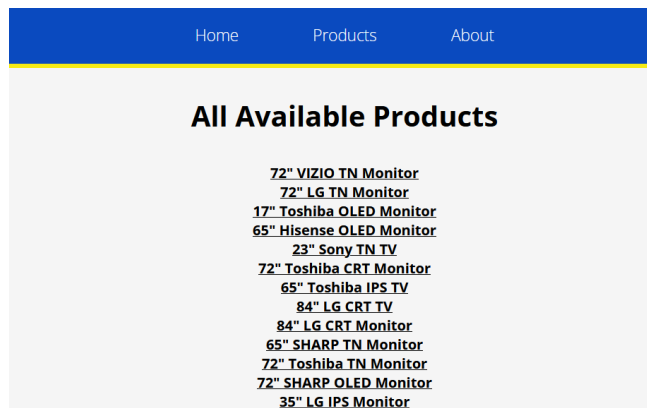 Home Products About
All Available Products
72" VIZIO TN Monitor
72" LG TN Monitor
17" Toshiba OLED Monitor
65" Hisense OLED Monitor
23" Sony TN TV
72" Toshiba CRT Monitor
65" Toshiba IPS TV
84" LG CRT TV
84" LG CRT Monitor
65" SHARP TN Monitor
72" Toshiba TN Monitor
72" SHARP OLED Monitor
35" LG IPS Monitor